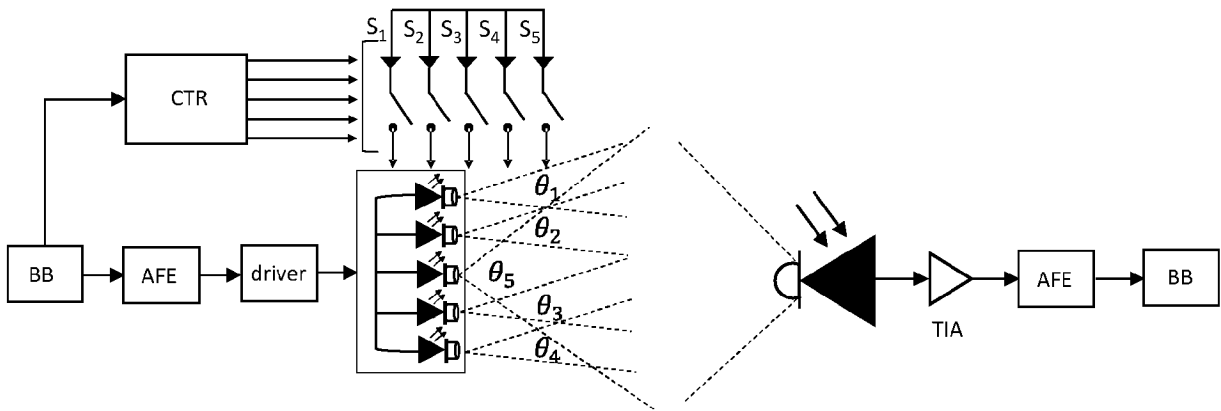 S1 S2 S3 S4 S5
CTR
θ1
θ2
BB AFE driver θ5 AFE BB
θ3
TIA
θ4